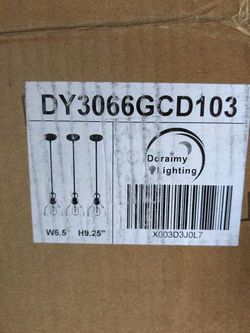 DY3066GCD103
Doraimy
Lighting
W6.5" H9.25"
X003D3J0L7